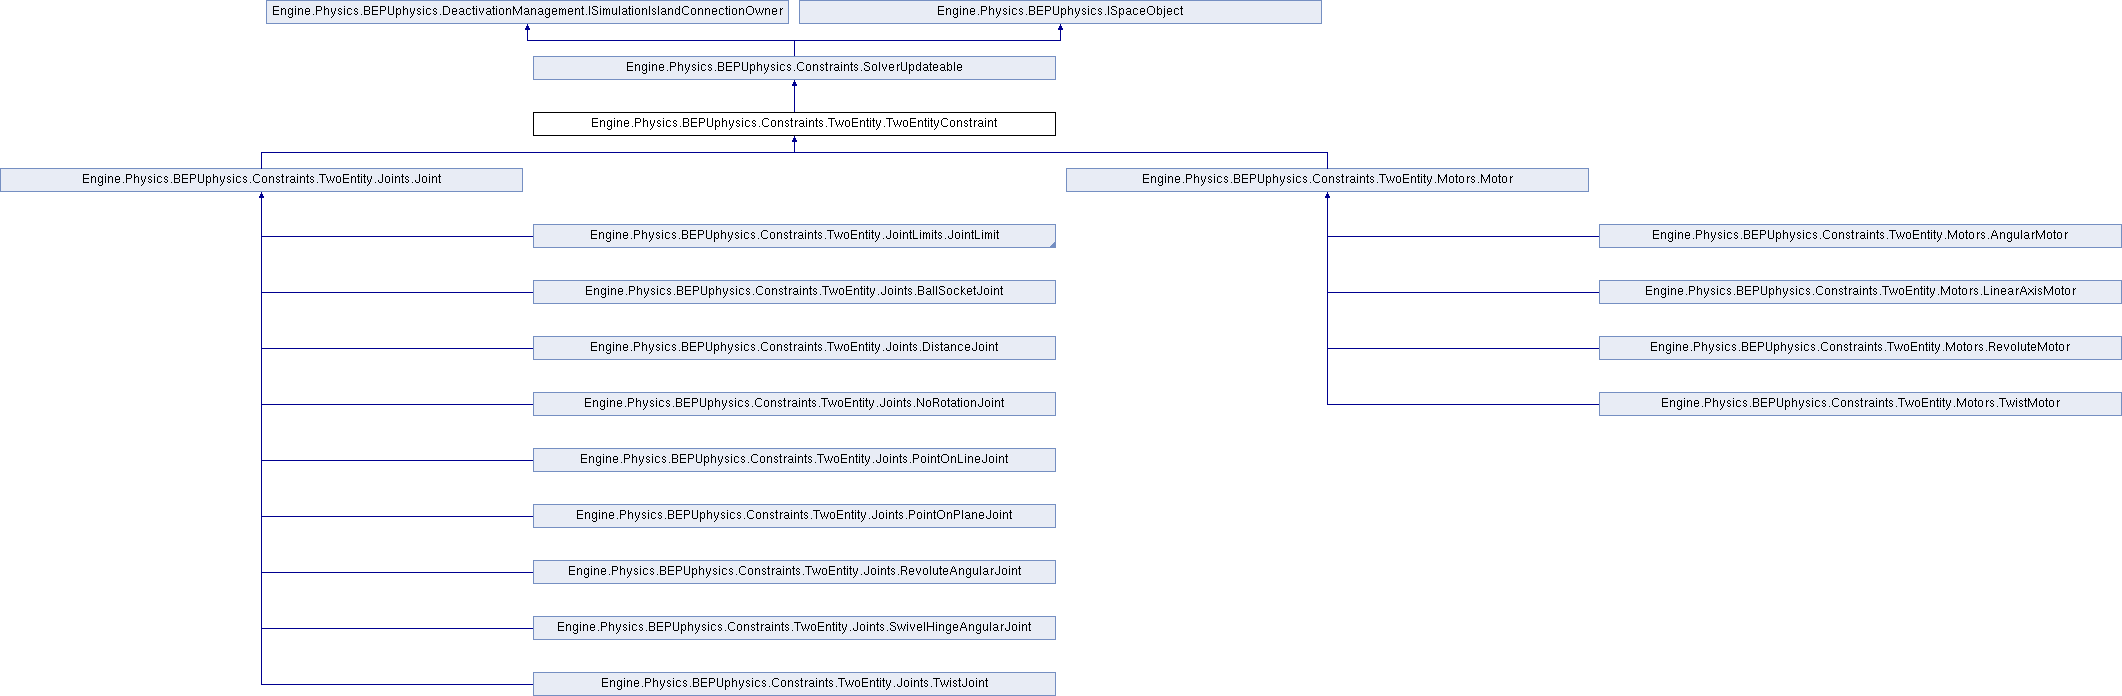 Engine.Physics.BEPUphysics.DeactivationManagement.ISimulationIslandConnectionOwner
Engine.Physics.BEPUphysics.ISpaceObject
Engine.Physics.BEPUphysics.Constraints.SolverUpdateable
Engine.Physics.BEPUphysics.Constraints.TwoEntity.TwoEntityConstraint
Engine.Physics.BEPUphysics.Constraints.TwoEntity.Joints.Joint
Engine.Physics.BEPUphysics.Constraints.TwoEntity.Motors.Motor
Engine.Physics.BEPUphysics.Constraints.TwoEntity.JointLimits.JointLimit
Engine.Physics.BEPUphysics.Constraints.TwoEntity.Motors.AngularMotor
Engine.Physics.BEPUphysics.Constraints.TwoEntity.Joints.BallSocketJoint
Engine.Physics.BEPUphysics.Constraints.TwoEntity.Motors.LinearAxisMotor
Engine.Physics.BEPUphysics.Constraints.TwoEntity.Joints.DistanceJoint
Engine.Physics.BEPUphysics.Constraints.TwoEntity.Motors.RevoluteMotor
Engine.Physics.BEPUphysics.Constraints.TwoEntity.Joints.NoRotationJoint
Engine.Physics.BEPUphysics.Constraints.TwoEntity.Motors.TwistMotor
Engine.Physics.BEPUphysics.Constraints.TwoEntity.Joints.PointOnLineJoint
Engine.Physics.BEPUphysics.Constraints.TwoEntity.Joints.PointOnPlaneJoint
Engine.Physics.BEPUphysics.Constraints.TwoEntity.Joints.RevoluteAngularJoint
Engine.Physics.BEPUphysics.Constraints.TwoEntity.Joints.SwivelHingeAngularJoint
Engine.Physics.BEPUphysics.Constraints.TwoEntity.Joints.TwistJoint